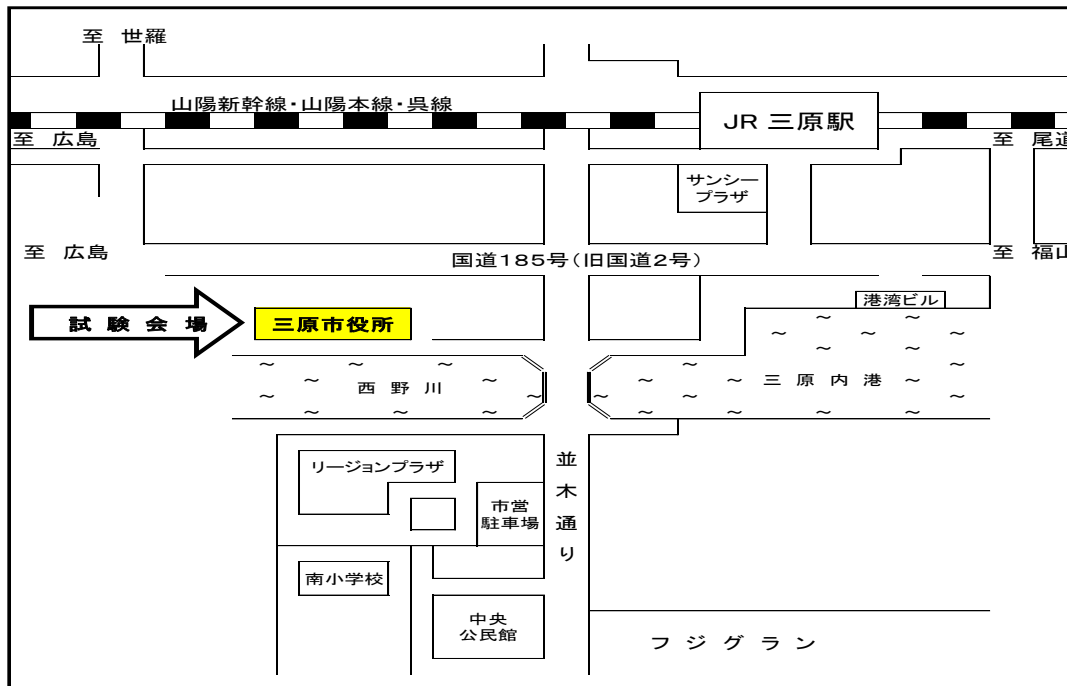 至 世羅
山陽新幹線・山陽本線・呉線
JR 三原駅
至 広島
至 尾道
サンシー
プラザ
至 広島
国道185号(旧国道2号)
至 福山
港湾ビル
試験会場
三原市役所
西野川
三原内港
リージョンプラザ
並木通り
市営
駐車場
南小学校
中央
公民館
フジグラン